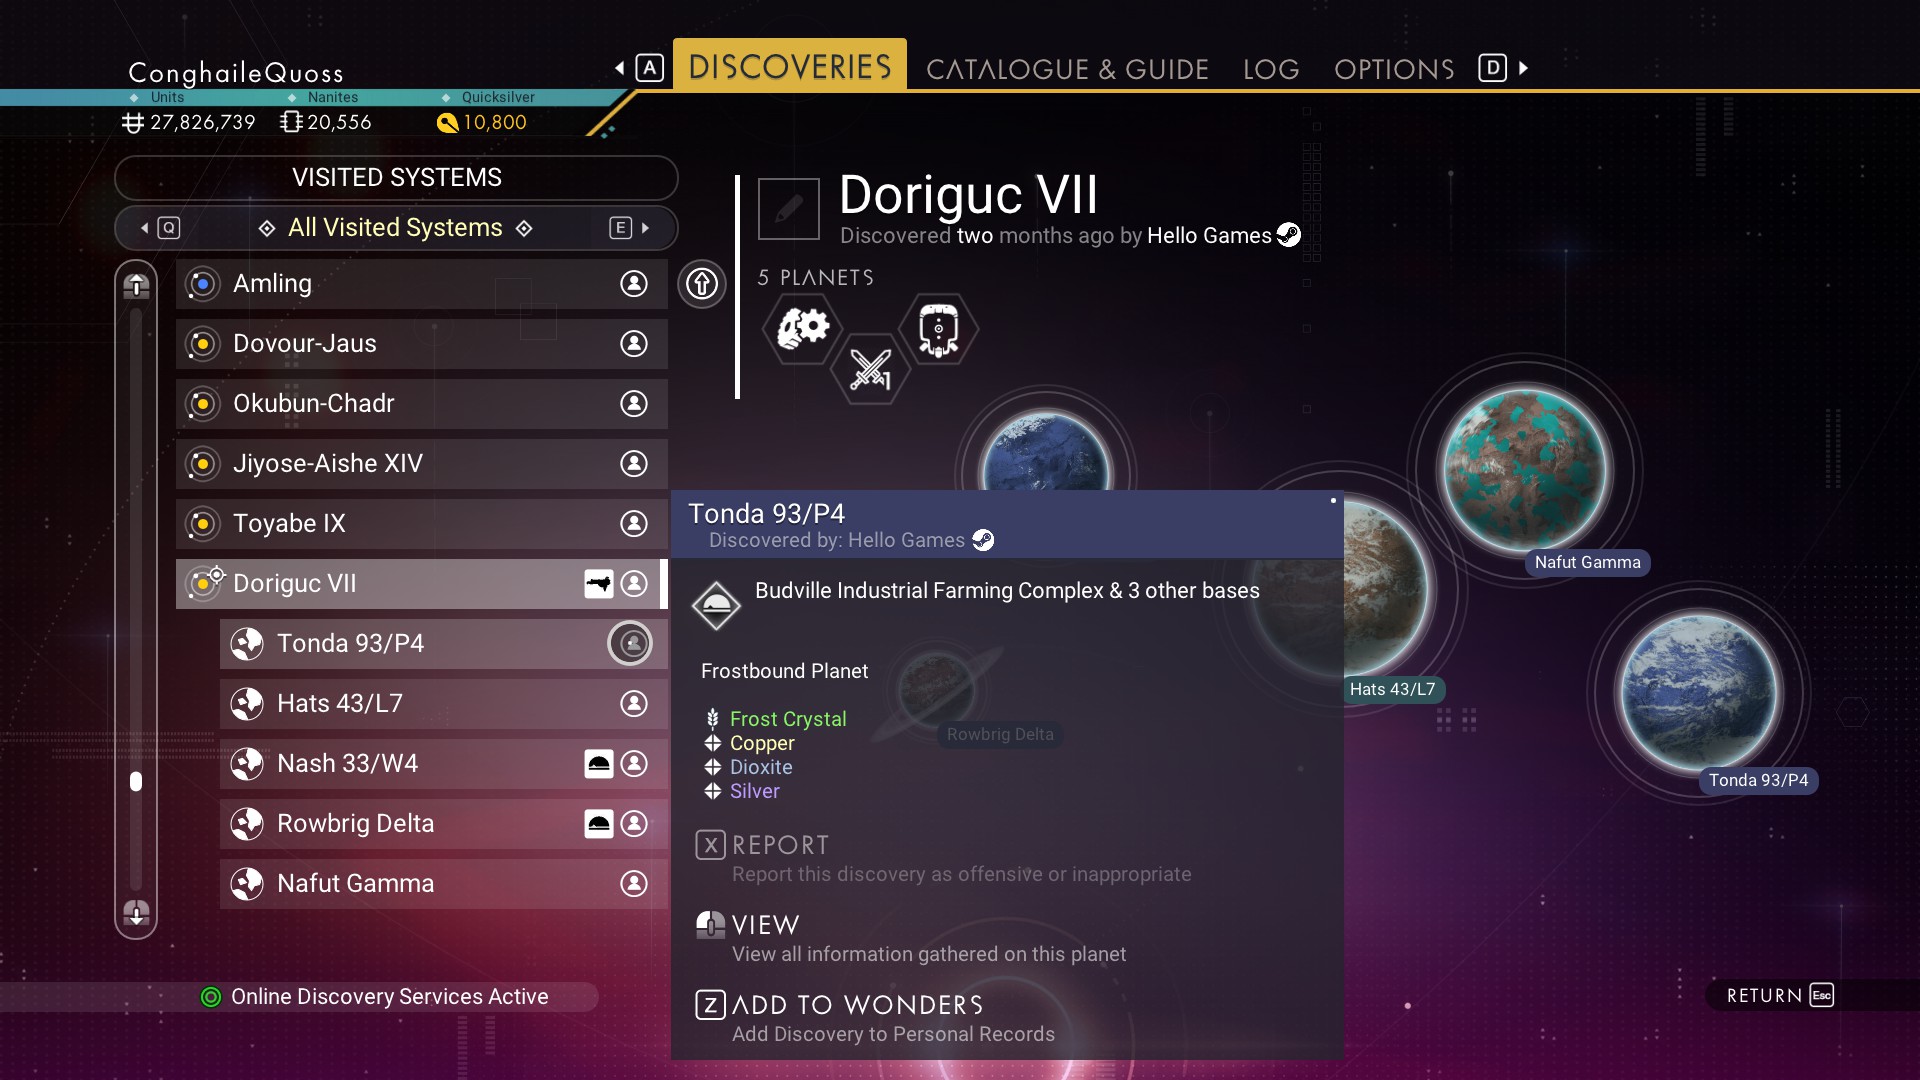 ConghaileQuoss
Units
Nanites
Quicksilver
27,826,739
20,556
10,800
A
DISCOVERIES
CATALOGUE & GUIDE
LOG
OPTIONS
D
VISITED SYSTEMS
Q
All Visited Systems
E
Amling
Dovour-Jaus
Okubun-Chadr
Jiyose-Aishe XIV
Toyabe IX
Doriguc VII
Tonda 93/P4
Hats 43/L7
Nash 33/W4
Rowbrig Delta
Nafut Gamma
Online Discovery Services Active
Doriguc VII
Discovered two months ago by Hello Games
5 PLANETS
Tonda 93/P4
Discovered by: Hello Games
Budville Industrial Farming Complex & 3 other bases
Frostbound Planet
Frost Crystal
Copper
Dioxite
Silver
X REPORT
Report this discovery as offensive or inappropriate
VIEW
View all information gathered on this planet
Z ADD TO WONDERS
Add Discovery to Personal Records
Rowbrig Delta
Nafut Gamma
Hats 43/L7
Tonda 93/P4
RETURN Esc